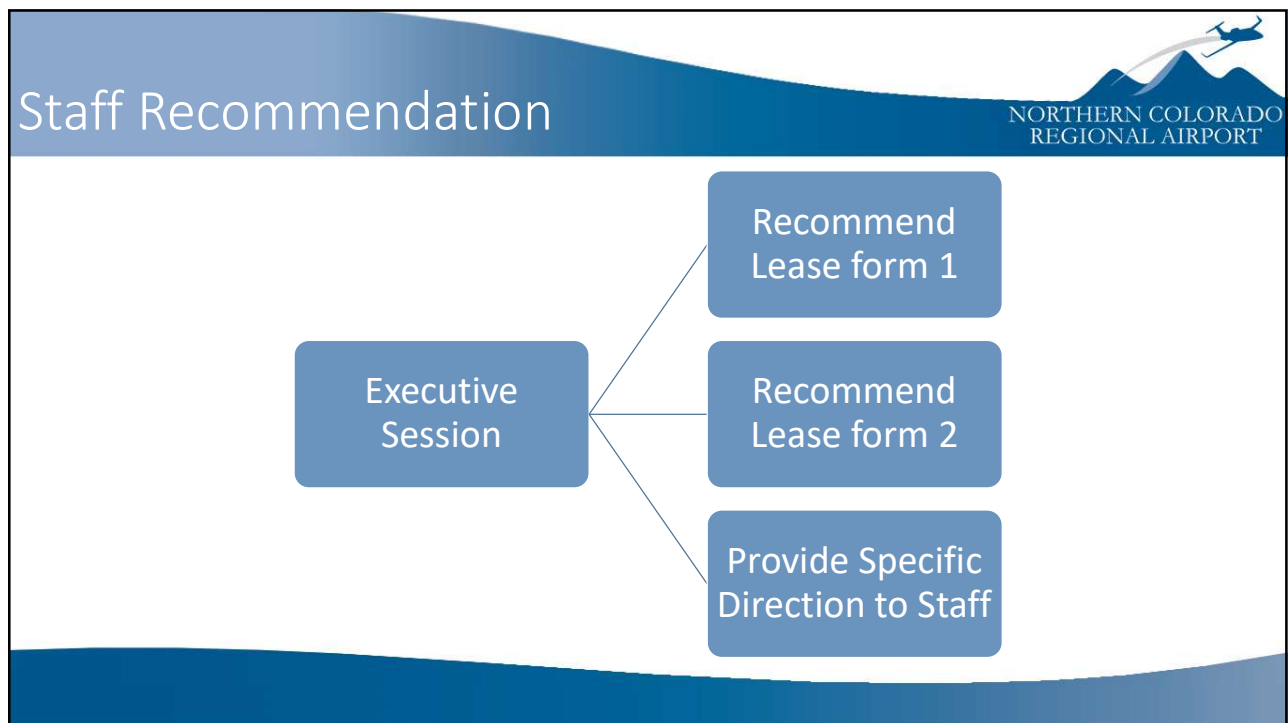 Staff Recommendation
NORTHERN COLORADO
REGIONAL AIRPORT
Executive
Session
Recommend
Lease form 1
Recommend
Lease form 2
Provide Specific
Direction to Staff